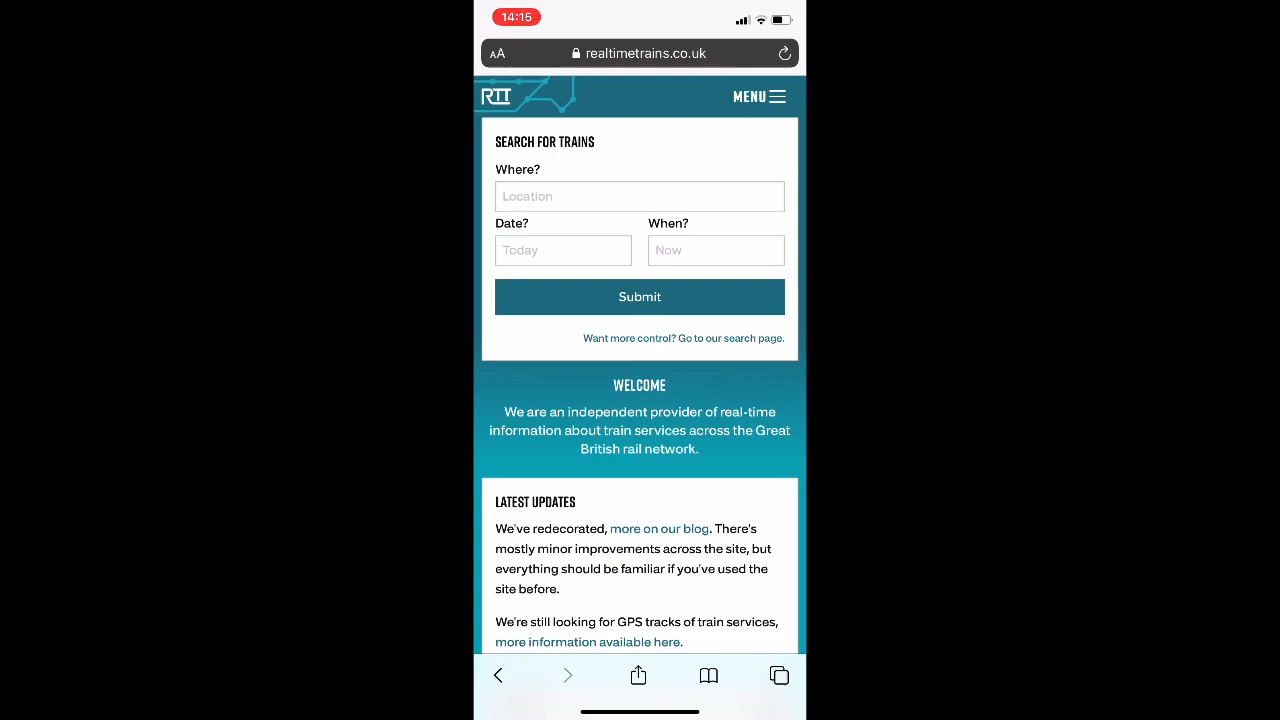 14:15
AA realtimetrains.co.uk
RTT MENU
SEARCH FOR TRAINS
Where?
Location
Date? When?
Today Now
Submit
Want more control? Go to our search page.
WELCOME
We are an independent provider of real-time
information about train services across the Great
British rail network.
LATEST UPDATES
We've redecorated, more on our blog. There's
mostly minor improvements across the site, but
everything should be familiar if you've used the
site before.
We're still looking for GPS tracks of train services,
more information available here.